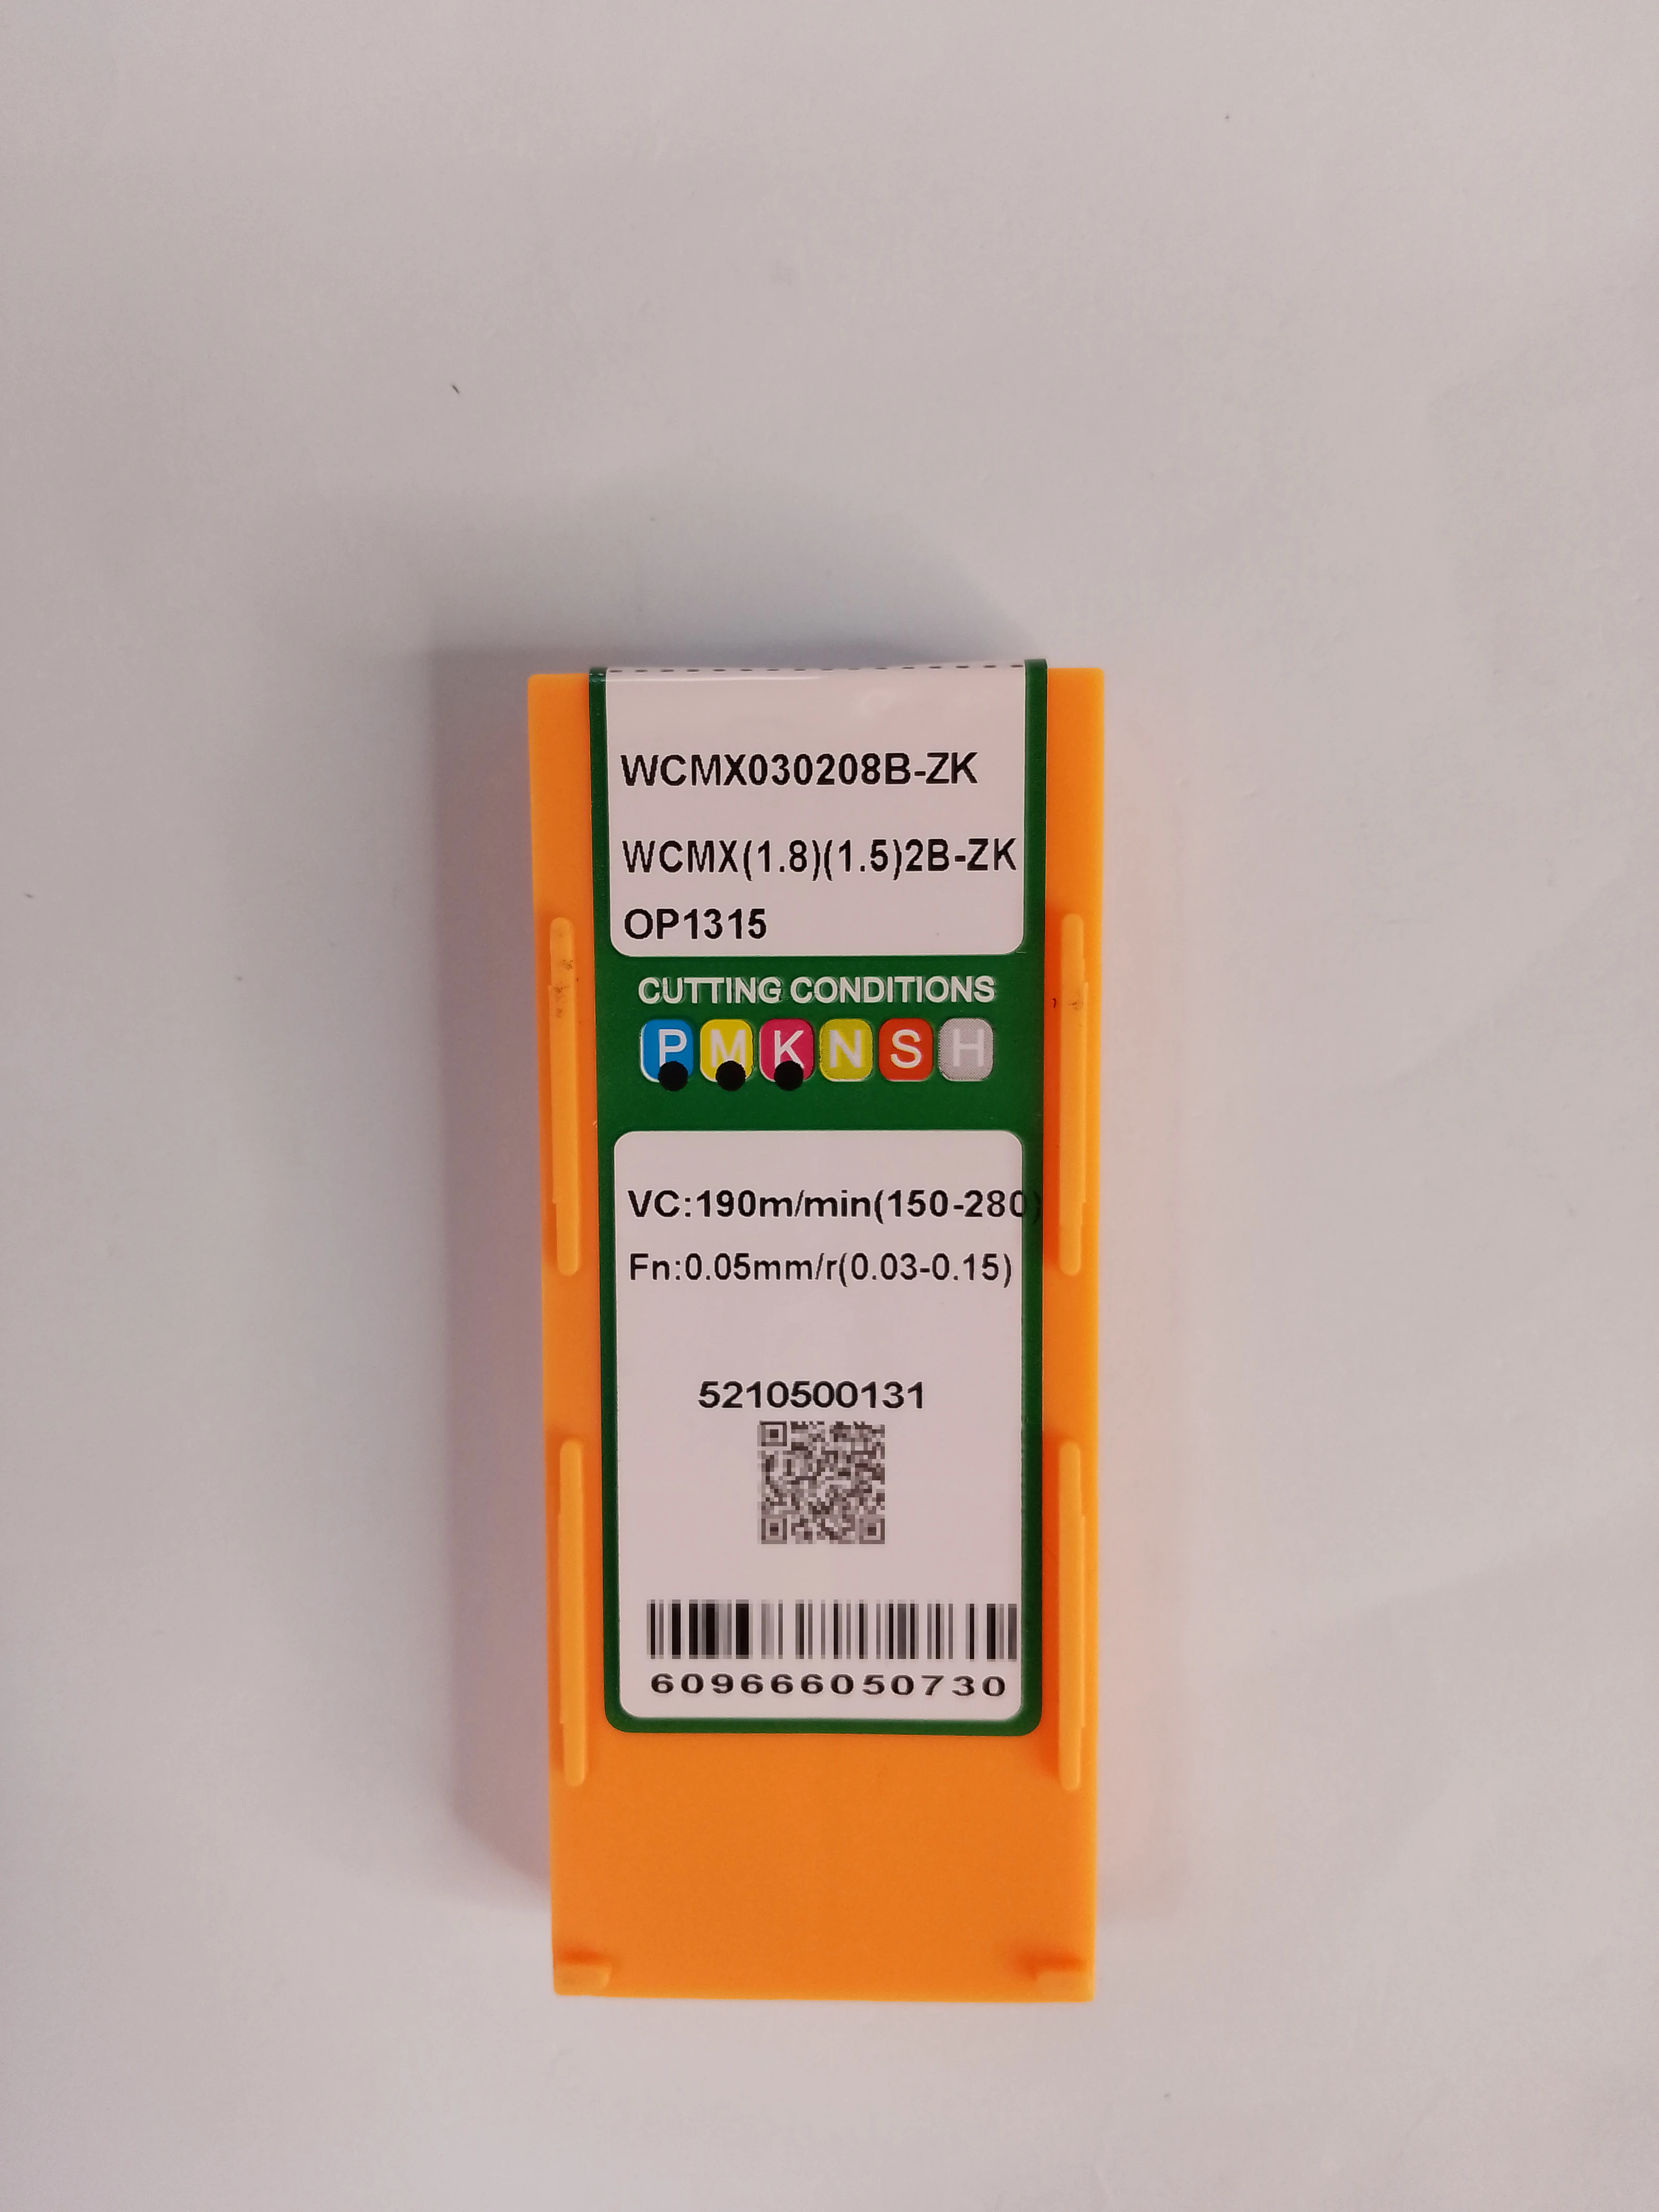 WCMX030208B-ZK
WCMX(1.8)(1.5)2B-ZK
OP1315
CUTTING CONDITIONS
P M K N S H
VC:190m/min(150-280)
Fn:0.05mm/r(0.03-0.15)
5210500131
609666050730